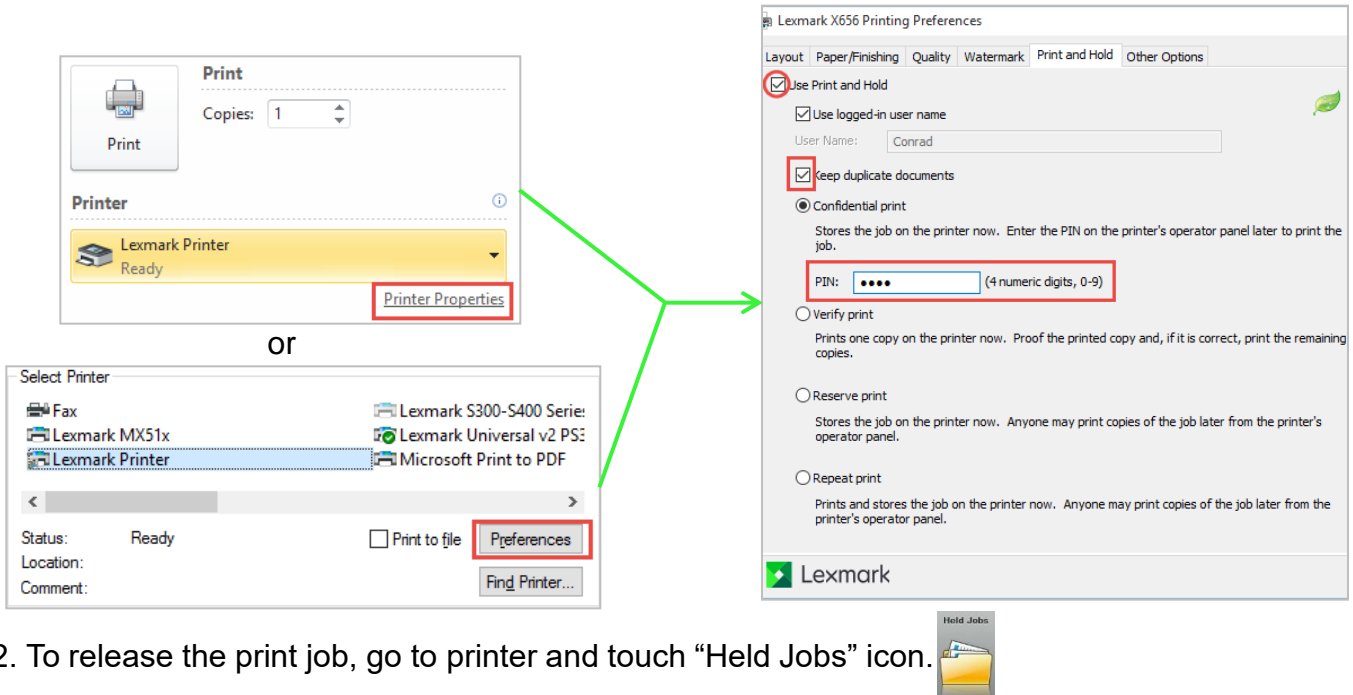 Print
Copies: 1
Print
Printer
Lexmark Printer
Ready
Printer Properties
or
Select Printer
Fax
Lexmark MX51x
Lexmark Printer
Lexmark S300-S400 Serie
Lexmark Universal v2 PS3
Microsoft Print to PDF
Status: Ready
Location:
Comment:
Print to file
Preferences
Find Printer...
Lexmark X656 Printing Preferences
Layout Paper/Finishing Quality Watermark Print and Hold Other Options
Use Print and Hold
Use logged-in user name
User Name: Conrad
Keep duplicate documents
Confidential print
Stores the job on the printer now. Enter the PIN on the printer's operator panel later to print the
job.
PIN: •••• (4 numeric digits, 0-9)
Verify print
Prints one copy on the printer now. Proof the printed copy and, if it is correct, print the remaining
copies.
Reserve print
Stores the job on the printer now. Anyone may print copies of the job later from the printer's
operator panel.
Repeat print
Prints and stores the job on the printer now. Anyone may print copies of the job later from the
printer's operator panel.
Lexmark
2. To release the print job, go to printer and touch “Held Jobs” icon.
Held Jobs